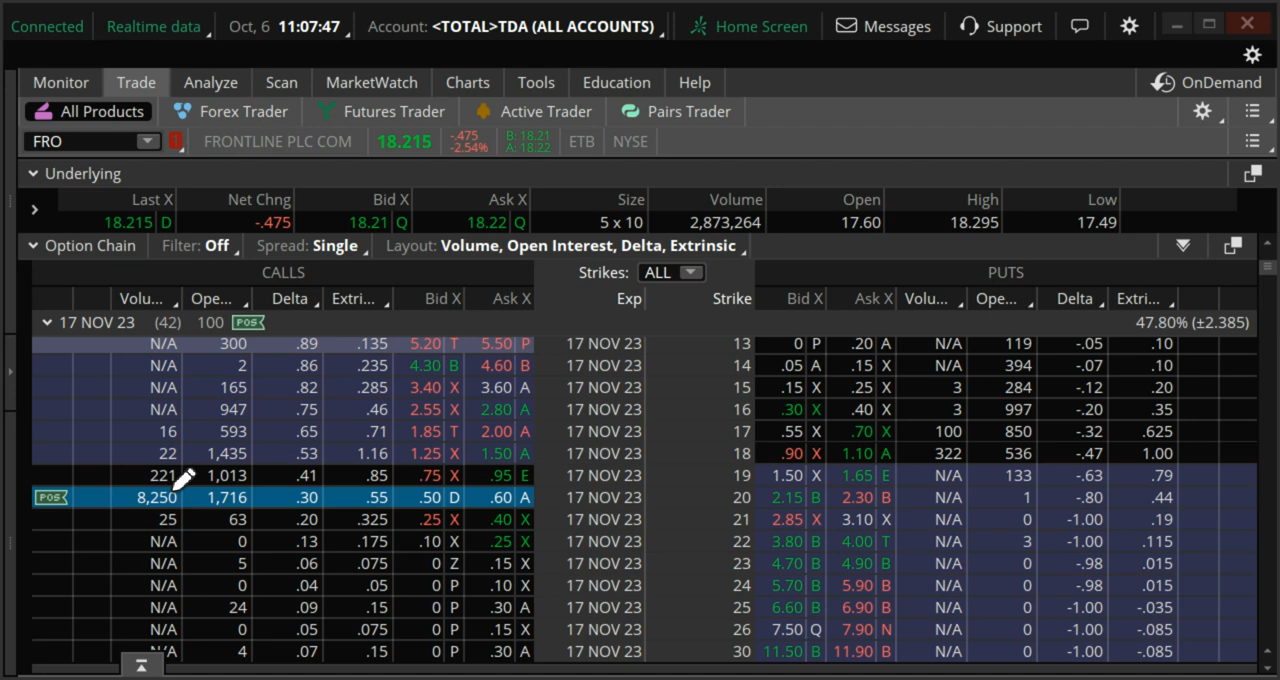 Connected Realtime data Oct, 6 11:07:47 Account: <TOTAL>TDA (ALL ACCOUNTS) Home Screen Messages Support
Monitor Trade Analyze Scan MarketWatch Charts Tools Education Help OnDemand
All Products Forex Trader Futures Trader Active Trader Pairs Trader
FRO FRONTLINE PLC COM 18.215 -.475 -2.54% B: 18.21 A: 18.22 ETB NYSE
Underlying
Last X Net Chng Bid X Ask X Size Volume Open High Low
18.215 D -.475 18.21 Q 18.22 Q 5 x 10 2,873,264 17.60 18.295 17.49
Option Chain Filter: Off Spread: Single Layout: Volume, Open Interest, Delta, Extrinsic
CALLS Strikes: ALL PUTS
Volu... Ope... Delta Extri... Bid X Ask X Exp Strike Bid X Ask X Volu... Ope... Delta Extri...
17 NOV 23 (42) 100 POS 47.80% (±2.385)
N/A 300 .89 .135 5.20 T 5.50 P 17 NOV 23 13 0 P .20 A N/A 119 -.05 .10
N/A 2 .86 .235 4.30 B 4.60 B 17 NOV 23 14 .05 A .15 X N/A 394 -.07 .10
N/A 165 .82 .285 3.40 X 3.60 A 17 NOV 23 15 .15 X .25 X 3 284 -.12 .20
N/A 947 .75 .46 2.55 X 2.80 A 17 NOV 23 16 .30 X .40 X 3 997 -.20 .35
16 593 .65 .71 1.85 T 2.00 A 17 NOV 23 17 .55 X .70 X 100 850 -.32 .625
22 1,435 .53 1.16 1.25 X 1.50 A 17 NOV 23 18 .90 X 1.10 A 322 536 -.47 1.00
221 1,013 .41 .85 .75 X .95 E 17 NOV 23 19 1.50 X 1.65 E N/A 133 -.63 .79
POS 8,250 1,716 .30 .55 .50 D .60 A 17 NOV 23 20 2.15 B 2.30 B N/A 1 -.80 .44
25 63 .20 .325 .25 X .40 X 17 NOV 23 21 2.85 X 3.10 X N/A 0 -1.00 .19
N/A 0 .13 .175 .10 X .25 X 17 NOV 23 22 3.80 B 4.00 T N/A 3 -1.00 .115
N/A 5 .06 .075 0 Z .15 X 17 NOV 23 23 4.70 B 4.90 B N/A 0 -.98 .015
N/A 0 .04 .05 0 P .10 X 17 NOV 23 24 5.70 B 5.90 B N/A 0 -.98 .015
N/A 24 .09 .15 0 P .30 A 17 NOV 23 25 6.60 B 6.90 B N/A 0 -1.00 -.035
N/A 0 .05 .075 0 P .15 X 17 NOV 23 26 7.50 Q 7.90 N N/A 0 -1.00 -.085
N/A 4 .07 .15 0 P .30 A 17 NOV 23 30 11.50 B 11.90 B N/A 0 -1.00 -.085